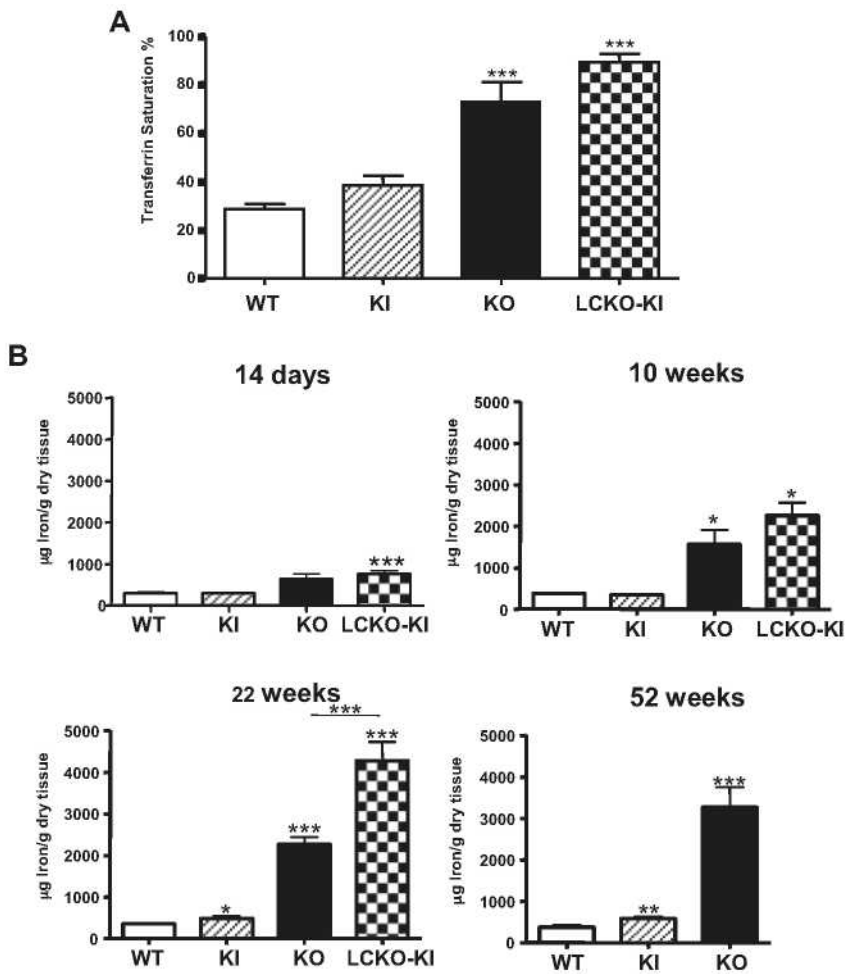 A
Transferrin Saturation %
100
80
60
40
20
0
***
***
WT KI KO LCKO-KI
B
14 days
µg Iron/g dry tissue
5000
4000
3000
2000
1000
0
***
WT KI KO LCKO-KI
10 weeks
µg Iron/g dry tissue
5000
4000
3000
2000
1000
0
*
*
WT KI KO LCKO-KI
22 weeks
µg Iron/g dry tissue
5000
4000
3000
2000
1000
0
***
***
***
*
WT KI KO LCKO-KI
52 weeks
µg Iron/g dry tissue
5000
4000
3000
2000
1000
0
***
**
WT KI KO